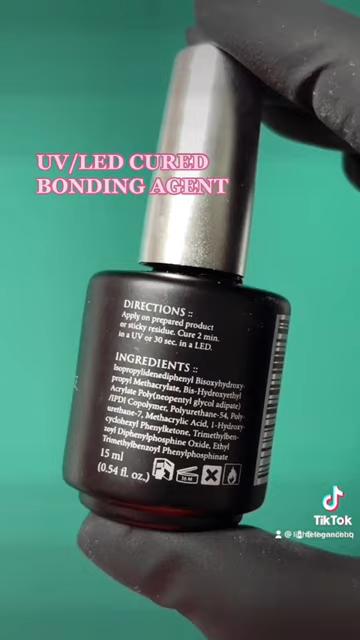 UV/LED CURED
BONDING AGENT
DIRECTIONS ::
Apply on prepared product
or sticky residue. Cure 2 min.
in a UV or 30 sec. in a LED.
INGREDIENTS ::
Isopropylidenediphenyl Bisoxyhydroxy-
propyl Methacrylate, Bis-Hydroxyethyl
Acrylate Poly(neopentyl glycol adipate)
/IPDI Copolymer, Polyurethane-54, Poly-
urethane-7, Methacrylic Acid, 1-Hydroxy-
cyclohexyl Phenylketone, Trimethylben-
zoyl Diphenylphosphine Oxide, Ethyl
Trimethylbenzoyl Phenylphosphinate
15 ml
(0.54 fl. oz.)
TikTok